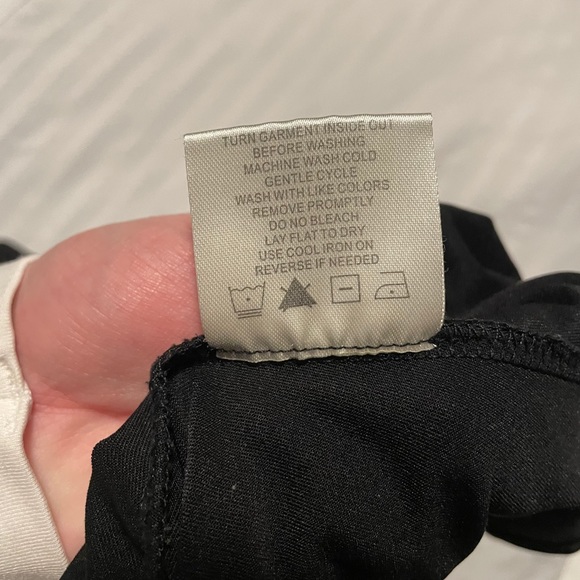 TURN GARMENT INSIDE OUT
BEFORE WASHING
MACHINE WASH COLD
GENTLE CYCLE
WASH WITH LIKE COLORS
REMOVE PROMPTLY
DO NOT BLEACH
LAY FLAT TO DRY
USE COOL IRON ON
REVERSE IF NEEDED